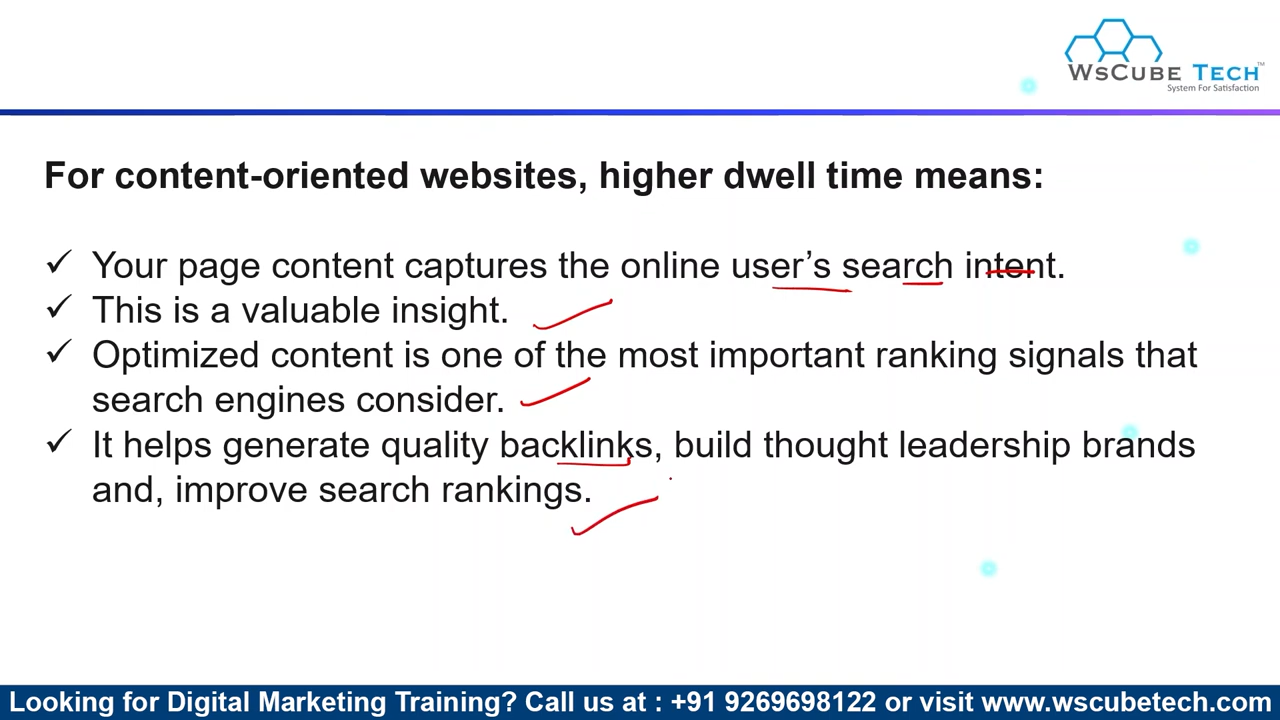 WsCube Tech™
System For Satisfaction
For content-oriented websites, higher dwell time means:
✓ Your page content captures the online user’s search intent.
✓ This is a valuable insight.
✓ Optimized content is one of the most important ranking signals that
search engines consider.
✓ It helps generate quality backlinks, build thought leadership brands
and, improve search rankings.
Looking for Digital Marketing Training? Call us at : +91 9269698122 or visit www.wscubetech.com